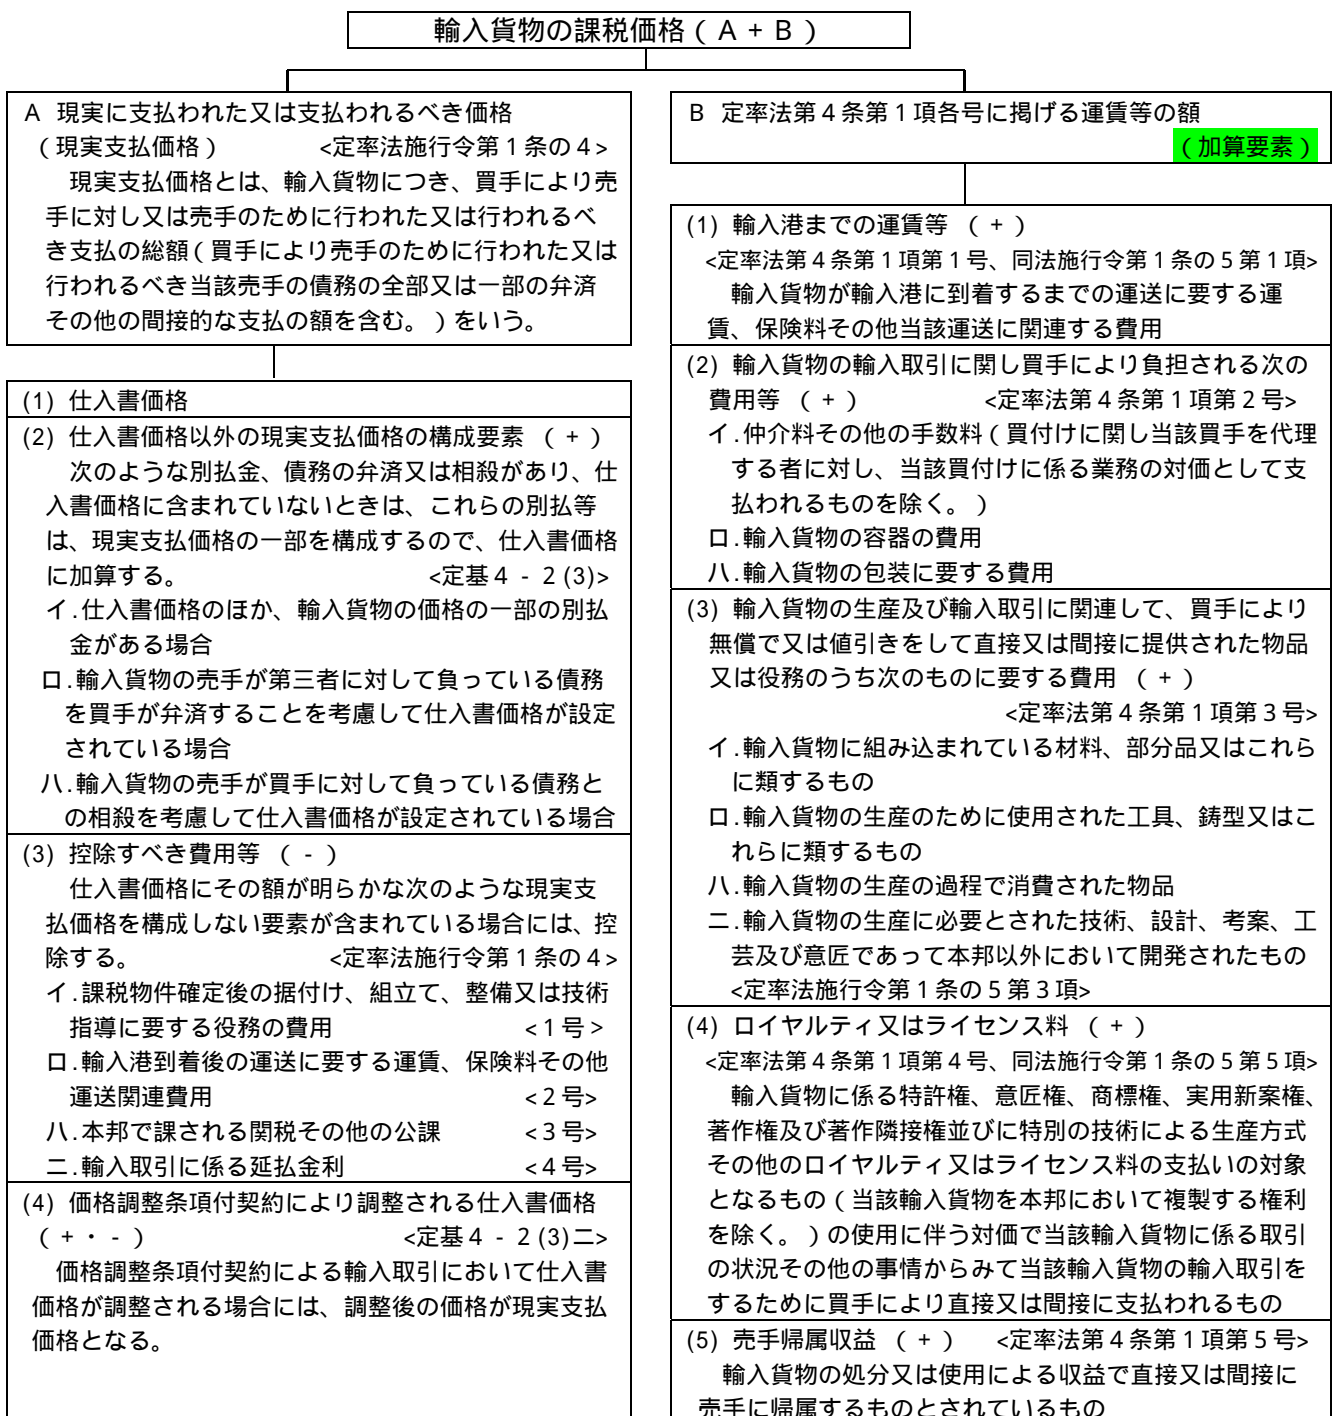 輸入貨物の課税価格（Ａ＋Ｂ）
A 現実に支払われた又は支払われるべき価格
（現実支払価格） <定率法施行令第１条の４>
現実支払価格とは、輸入貨物につき、買手により売
手に対し又は売手のために行われた又は行われるべ
き支払の総額（買手により売手のために行われた又は
行われるべき当該売手の債務の全部又は一部の弁済
その他の間接的な支払の額を含む。）をいう。
(1) 仕入書価格
(2) 仕入書価格以外の現実支払価格の構成要素 （+）
次のような別払金、債務の弁済又は相殺があり、仕
入書価格に含まれていないときは、これらの別払等
は、現実支払価格の一部を構成するので、仕入書価格
に加算する。 <定基４-２(3)>
イ.仕入書価格のほか、輸入貨物の価格の一部の別払
金がある場合
ロ.輸入貨物の売手が第三者に対して負っている債務
を買手が弁済することを考慮して仕入書価格が設定
されている場合
ハ.輸入貨物の売手が買手に対して負っている債務と
の相殺を考慮して仕入書価格が設定されている場合
(3) 控除すべき費用等 （-）
仕入書価格にその額が明らかな次のような現実支
払価格を構成しない要素が含まれている場合には、控
除する。 <定率法施行令第１条の４>
イ.課税物件確定後の据付け、組立て、整備又は技術
指導に要する役務の費用 <１号>
ロ.輸入港到着後の運送に要する運賃、保険料その他
運送関連費用 <２号>
ハ.本邦で課される関税その他の公課 <３号>
ニ.輸入取引に係る延払金利 <４号>
(4) 価格調整条項付契約により調整される仕入書価格
（+・-） <定基４-２(3)ニ>
価格調整条項付契約による輸入取引において仕入書
価格が調整される場合には、調整後の価格が現実支払
価格となる。
B 定率法第４条第１項各号に掲げる運賃等の額
（加算要素）
(1) 輸入港までの運賃等 （+）
<定率法第４条第１項第１号、同法施行令第１条の５第１項>
輸入貨物が輸入港に到着するまでの運送に要する運
賃、保険料その他当該運送に関連する費用
(2) 輸入貨物の輸入取引に関し買手により負担される次の
費用等 （+） <定率法第４条第１項第２号>
イ.仲介料その他の手数料（買付けに関し当該買手を代理
する者に対し、当該買付けに係る業務の対価として支
払われるものを除く。）
ロ.輸入貨物の容器の費用
ハ.輸入貨物の包装に要する費用
(3) 輸入貨物の生産及び輸入取引に関連して、買手により
無償で又は値引きをして直接又は間接に提供された物品
又は役務のうち次のものに要する費用 （+）
<定率法第４条第１項第３号>
イ.輸入貨物に組み込まれている材料、部分品又はこれら
に類するもの
ロ.輸入貨物の生産のために使用された工具、鋳型又はこ
れらに類するもの
ハ.輸入貨物の生産の過程で消費された物品
ニ.輸入貨物の生産に必要とされた技術、設計、考案、工
芸及び意匠であって本邦以外において開発されたもの
<定率法施行令第１条の５第３項>
(4) ロイヤルティ又はライセンス料 （+）
<定率法第４条第１項第４号、同法施行令第１条の５第５項>
輸入貨物に係る特許権、意匠権、商標権、実用新案権、
著作権及び著作隣接権並びに特別の技術による生産方式
その他のロイヤルティ又はライセンス料の支払いの対象
となるもの（当該輸入貨物を本邦において複製する権利
を除く。）の使用に伴う対価で当該輸入貨物に係る取引
の状況その他の事情からみて当該輸入貨物の輸入取引を
するために買手により直接又は間接に支払われるもの
(5) 売手帰属収益 （+） <定率法第４条第１項第５号>
輸入貨物の処分又は使用による収益で直接又は間接に
売手に帰属するものとされているもの